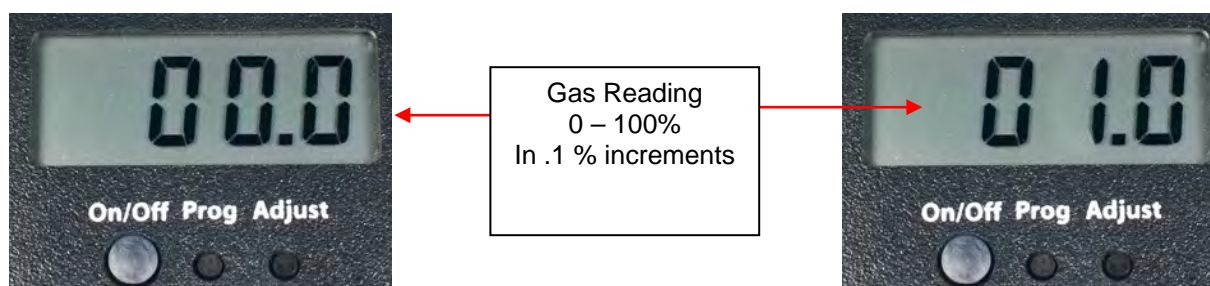 00.0
On/Off Prog Adjust
Gas Reading
0 – 100%
In .1 % increments
01.0
On/Off Prog Adjust